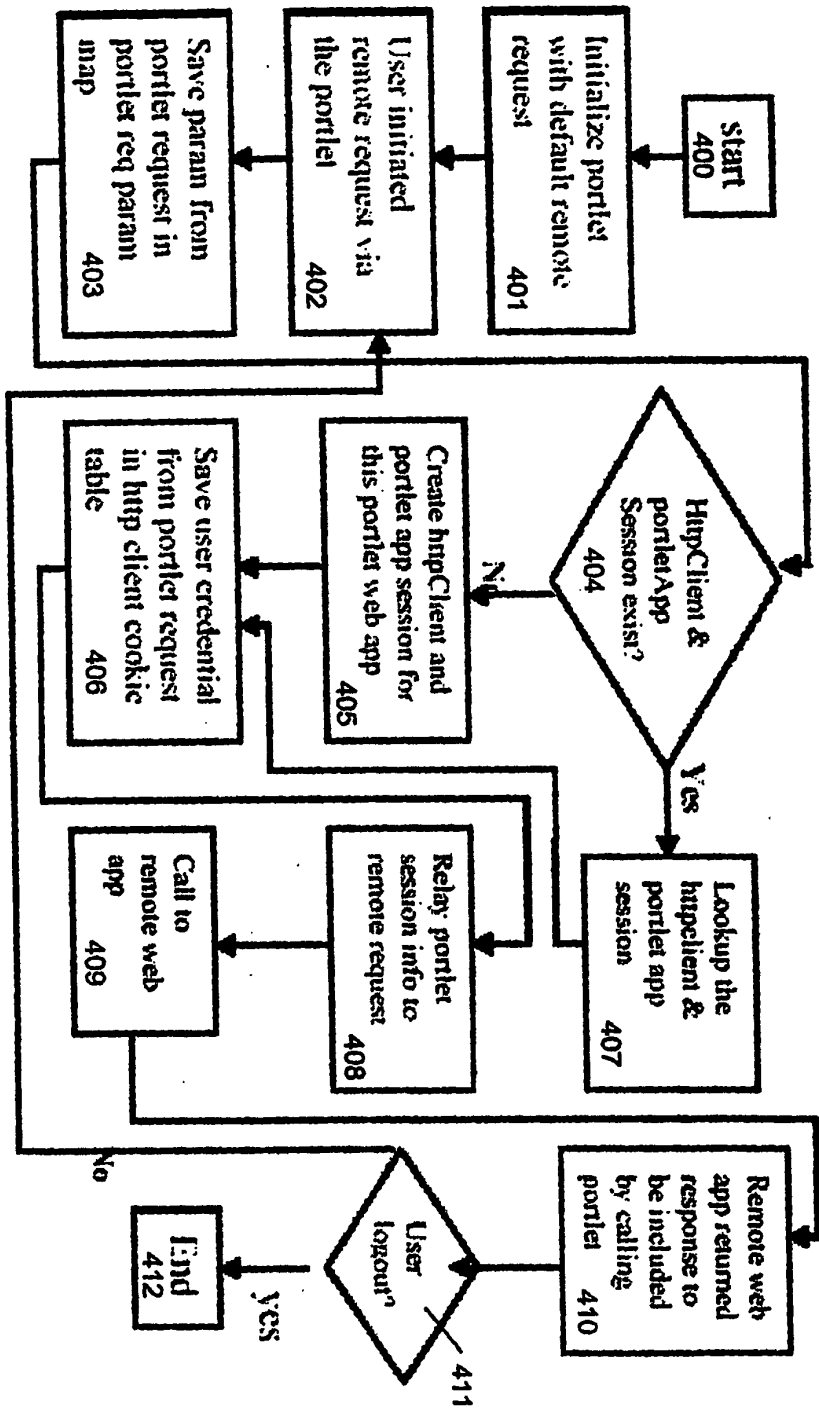 start
400
Initialize portlet
with default remote
request
401
User initiated
remote request via
the portlet
402
Save param from
portlet request in
portlet req param
map
403
HttpClient &
portletApp
Session exist?
404
No
Yes
Create httpClient and
portlet app session for
this portlet web app
405
Save user credential
from portlet request
in http client cookie
table
406
Lookup the
httpclient &
portlet app
session
407
Relay portlet
session info to
remote request
408
Call to
remote web
app
409
Remote web
app returned
response to
be included
by calling
portlet
410
User
logout?
411
No
yes
End
412